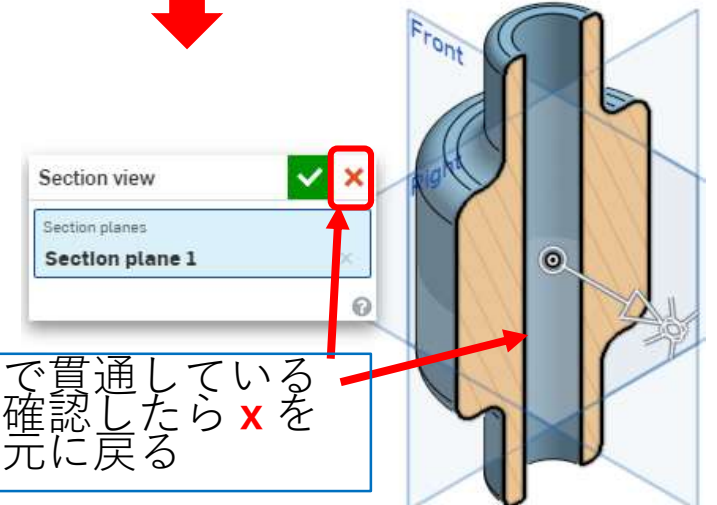 Front
Right
Section view
Section planes
Section plane 1
で貫通している
確認したら x を
元に戻る